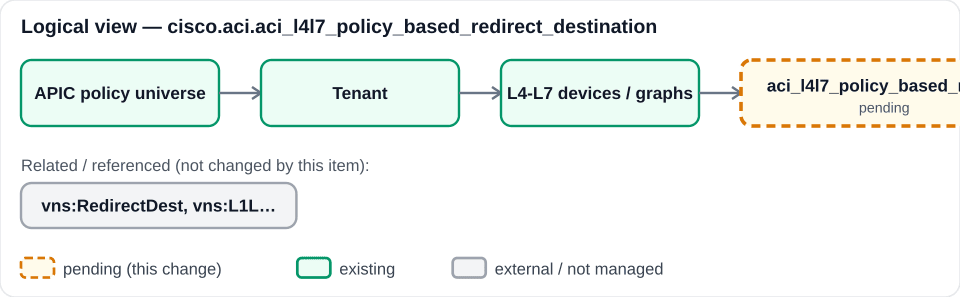 Logical view — cisco.aci.aci_l4l7_policy_based_redirect_destination
APIC policy universe
Tenant
L4-L7 devices / graphs
aci_l4l7_policy_based_r
pending
Related / referenced (not changed by this item):
vns:RedirectDest, vns:L1L…
pending (this change)
existing
external / not managed